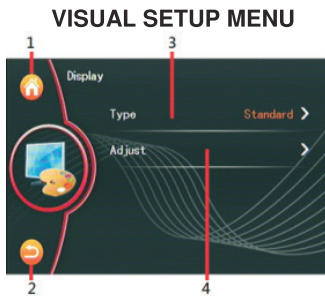 VISUAL SETUP MENU
1
3
Display
Type
Standard
Adjust
2
4